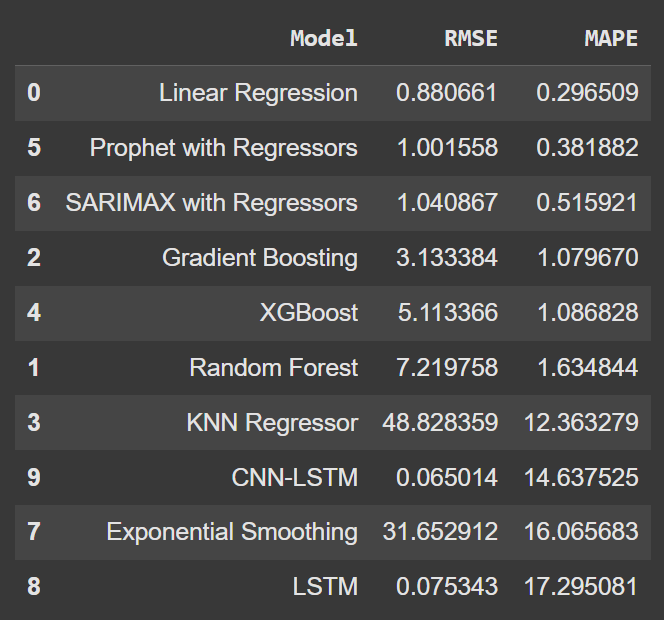 Model RMSE MAPE
0 Linear Regression 0.880661 0.296509
5 Prophet with Regressors 1.001558 0.381882
6 SARIMAX with Regressors 1.040867 0.515921
2 Gradient Boosting 3.133384 1.079670
4 XGBoost 5.113366 1.086828
1 Random Forest 7.219758 1.634844
3 KNN Regressor 48.828359 12.363279
9 CNN-LSTM 0.065014 14.637525
7 Exponential Smoothing 31.652912 16.065683
8 LSTM 0.075343 17.295081